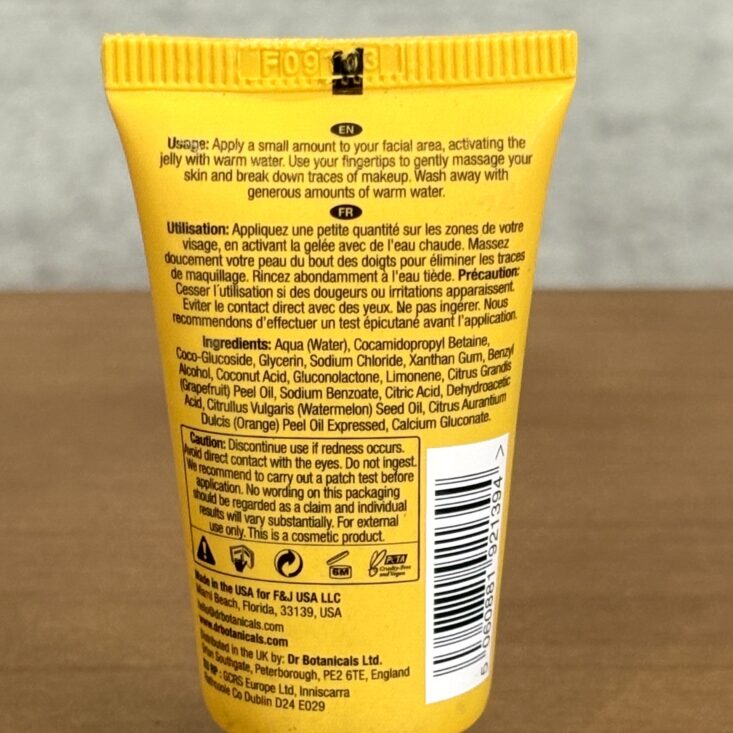 EN
Usage: Apply a small amount to your facial area, activating the
jelly with warm water. Use your fingertips to gently massage your
skin and break down traces of makeup. Wash away with
generous amounts of warm water.
FR
Utilisation: Appliquez une petite quantité sur les zones de votre
visage, en activant la gelée avec de l'eau chaude. Massez
doucement votre peau du bout des doigts pour éliminer les traces
de maquillage. Rincez abondamment à l'eau tiède. Précaution:
Cesser l'utilisation si des dougeurs ou irritations apparaissent.
Eviter le contact direct avec des yeux. Ne pas ingérer. Nous
recommendons d'effectuer un test épicutané avant l'application.
Ingredients: Aqua (Water), Cocamidopropyl Betaine,
Coco-Glucoside, Glycerin, Sodium Chloride, Xanthan Gum, Benzyl
Alcohol, Coconut Acid, Gluconolactone, Limonene, Citrus Grandis
(Grapefruit) Peel Oil, Sodium Benzoate, Citric Acid, Dehydroacetic
Acid, Citrullus Vulgaris (Watermelon) Seed Oil, Citrus Aurantium
Dulcis (Orange) Peel Oil Expressed, Calcium Gluconate.
Caution: Discontinue use if redness occurs.
Avoid direct contact with the eyes. Do not ingest.
We recommend to carry out a patch test before
application. No wording on this packaging
should be regarded as a claim and individual
results will vary substantially. For external
use only. This is a cosmetic product.
6M
PETA
Cruelty-Free
and Vegan
Made in the USA for F&J USA LLC
Miami Beach, Florida, 33139, USA
hello@drbotanicals.com
www.drbotanicals.com
Distributed in the UK by: Dr Botanicals Ltd.
Southgate, Peterborough, PE2 6TE, England
RP : GCRS Europe Ltd, Inniscarra
Co Dublin D24 E029
5 060881 921394 >